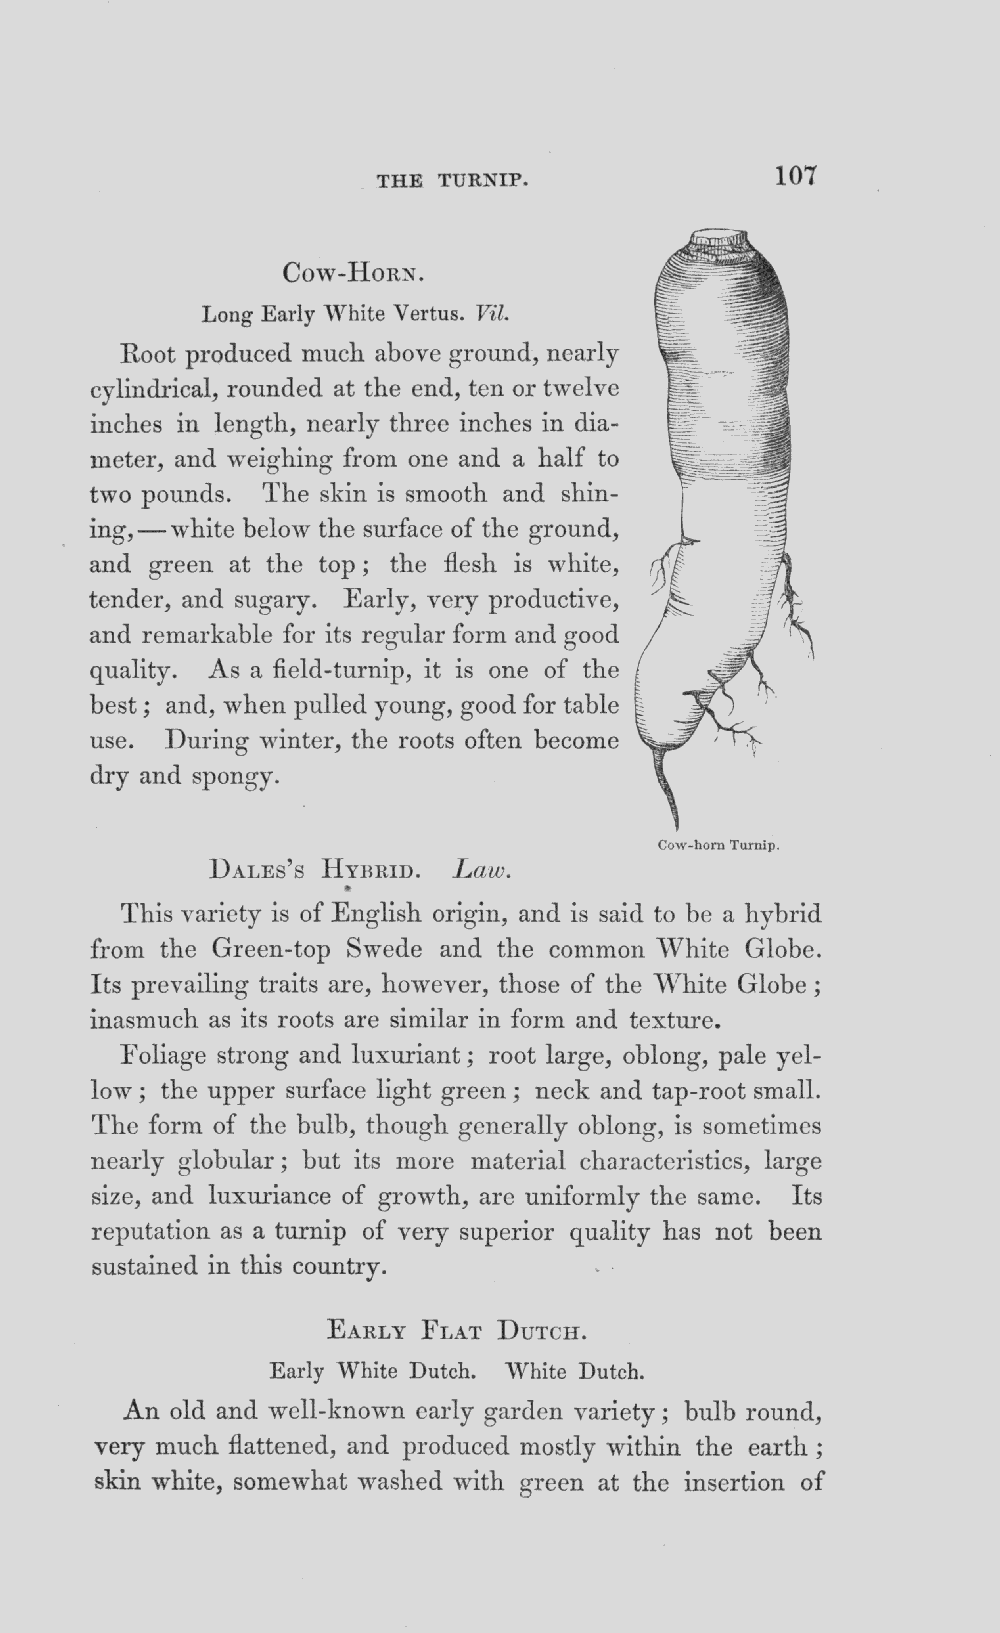 THE TURNIP. 107
Cow-Horn.
Long Early White Vertus. Vil.
Root produced much above ground, nearly
cylindrical, rounded at the end, ten or twelve
inches in length, nearly three inches in dia-
meter, and weighing from one and a half to
two pounds. The skin is smooth and shin-
ing,—white below the surface of the ground,
and green at the top; the flesh is white,
tender, and sugary. Early, very productive,
and remarkable for its regular form and good
quality. As a field-turnip, it is one of the
best; and, when pulled young, good for table
use. During winter, the roots often become
dry and spongy.
Cow-horn Turnip.
Dales's Hybrid. Law.
This variety is of English origin, and is said to be a hybrid
from the Green-top Swede and the common White Globe.
Its prevailing traits are, however, those of the White Globe;
inasmuch as its roots are similar in form and texture.
Foliage strong and luxuriant; root large, oblong, pale yel-
low; the upper surface light green; neck and tap-root small.
The form of the bulb, though generally oblong, is sometimes
nearly globular; but its more material characteristics, large
size, and luxuriance of growth, are uniformly the same. Its
reputation as a turnip of very superior quality has not been
sustained in this country.
Early Flat Dutch.
Early White Dutch. White Dutch.
An old and well-known early garden variety; bulb round,
very much flattened, and produced mostly within the earth;
skin white, somewhat washed with green at the insertion of